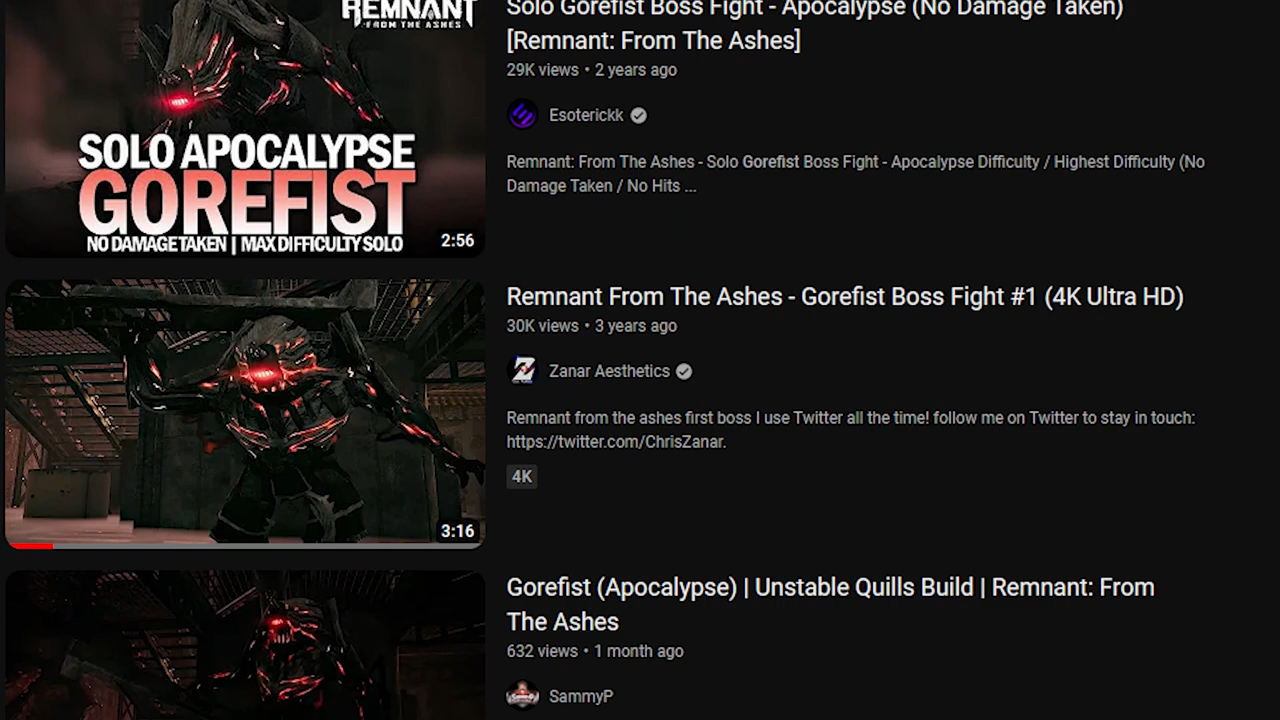 REMNANT
FROM THE ASHES
SOLO APOCALYPSE
GOREFIST
NO DAMAGE TAKEN | MAX DIFFICULTY SOLO
2:56
Solo Gorefist Boss Fight - Apocalypse (No Damage Taken)
[Remnant: From The Ashes]
29K views • 2 years ago
Esoterickk
Remnant: From The Ashes - Solo Gorefist Boss Fight - Apocalypse Difficulty / Highest Difficulty (No
Damage Taken / No Hits ...
3:16
Remnant From The Ashes - Gorefist Boss Fight #1 (4K Ultra HD)
30K views • 3 years ago
Zanar Aesthetics
Remnant from the ashes first boss I use Twitter all the time! follow me on Twitter to stay in touch:
https://twitter.com/ChrisZanar.
4K
Gorefist (Apocalypse) | Unstable Quills Build | Remnant: From
The Ashes
632 views • 1 month ago
SammyP